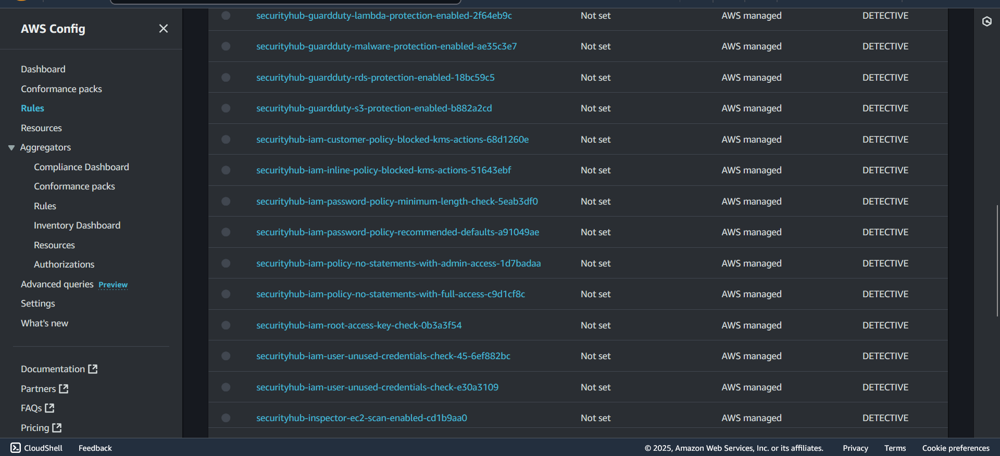 AWS Config
Dashboard
Conformance packs
Rules
Resources
Aggregators
Compliance Dashboard
Conformance packs
Rules
Inventory Dashboard
Resources
Authorizations
Advanced queries Preview
Settings
What's new
Documentation
Partners
FAQs
Pricing
securityhub-guardduty-lambda-protection-enabled-2f64eb9c Not set AWS managed DETECTIVE
securityhub-guardduty-malware-protection-enabled-ae35c3e7 Not set AWS managed DETECTIVE
securityhub-guardduty-rds-protection-enabled-18bc59c5 Not set AWS managed DETECTIVE
securityhub-guardduty-s3-protection-enabled-b882a2cd Not set AWS managed DETECTIVE
securityhub-iam-customer-policy-blocked-kms-actions-68d1260e Not set AWS managed DETECTIVE
securityhub-iam-inline-policy-blocked-kms-actions-51643ebf Not set AWS managed DETECTIVE
securityhub-iam-password-policy-minimum-length-check-5eab3df0 Not set AWS managed DETECTIVE
securityhub-iam-password-policy-recommended-defaults-a91049ae Not set AWS managed DETECTIVE
securityhub-iam-policy-no-statements-with-admin-access-1d7badaa Not set AWS managed DETECTIVE
securityhub-iam-policy-no-statements-with-full-access-c9d1cf8c Not set AWS managed DETECTIVE
securityhub-iam-root-access-key-check-0b3a3f54 Not set AWS managed DETECTIVE
securityhub-iam-user-unused-credentials-check-45-6ef882bc Not set AWS managed DETECTIVE
securityhub-iam-user-unused-credentials-check-e30a3109 Not set AWS managed DETECTIVE
securityhub-inspector-ec2-scan-enabled-cd1b9aa0 Not set AWS managed DETECTIVE
CloudShell Feedback © 2025, Amazon Web Services, Inc. or its affiliates. Privacy Terms Cookie preferences